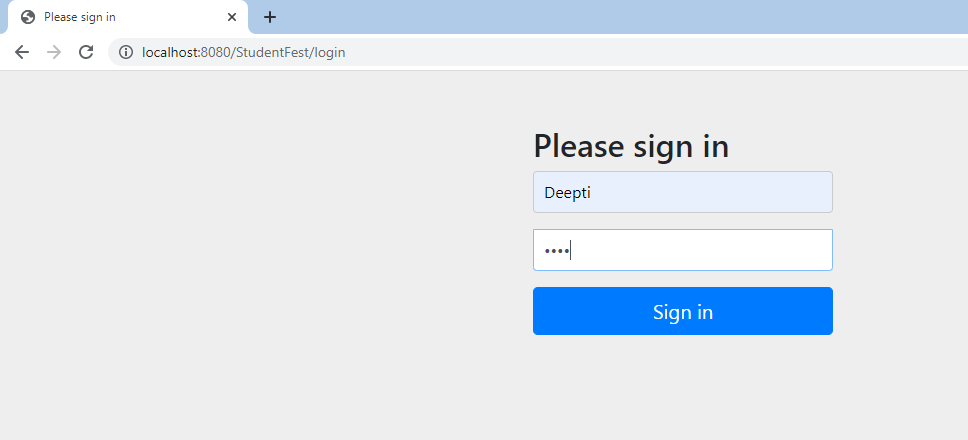 Please sign in
localhost:8080/StudentFest/login
Please sign in
Deepti
••••
Sign in